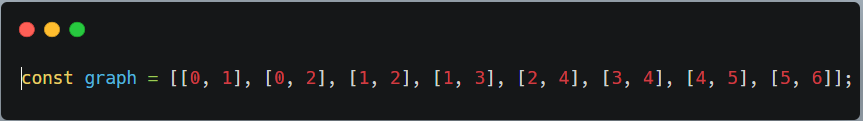 const graph = [[0, 1], [0, 2], [1, 2], [1, 3], [2, 4], [3, 4], [4, 5], [5, 6]];